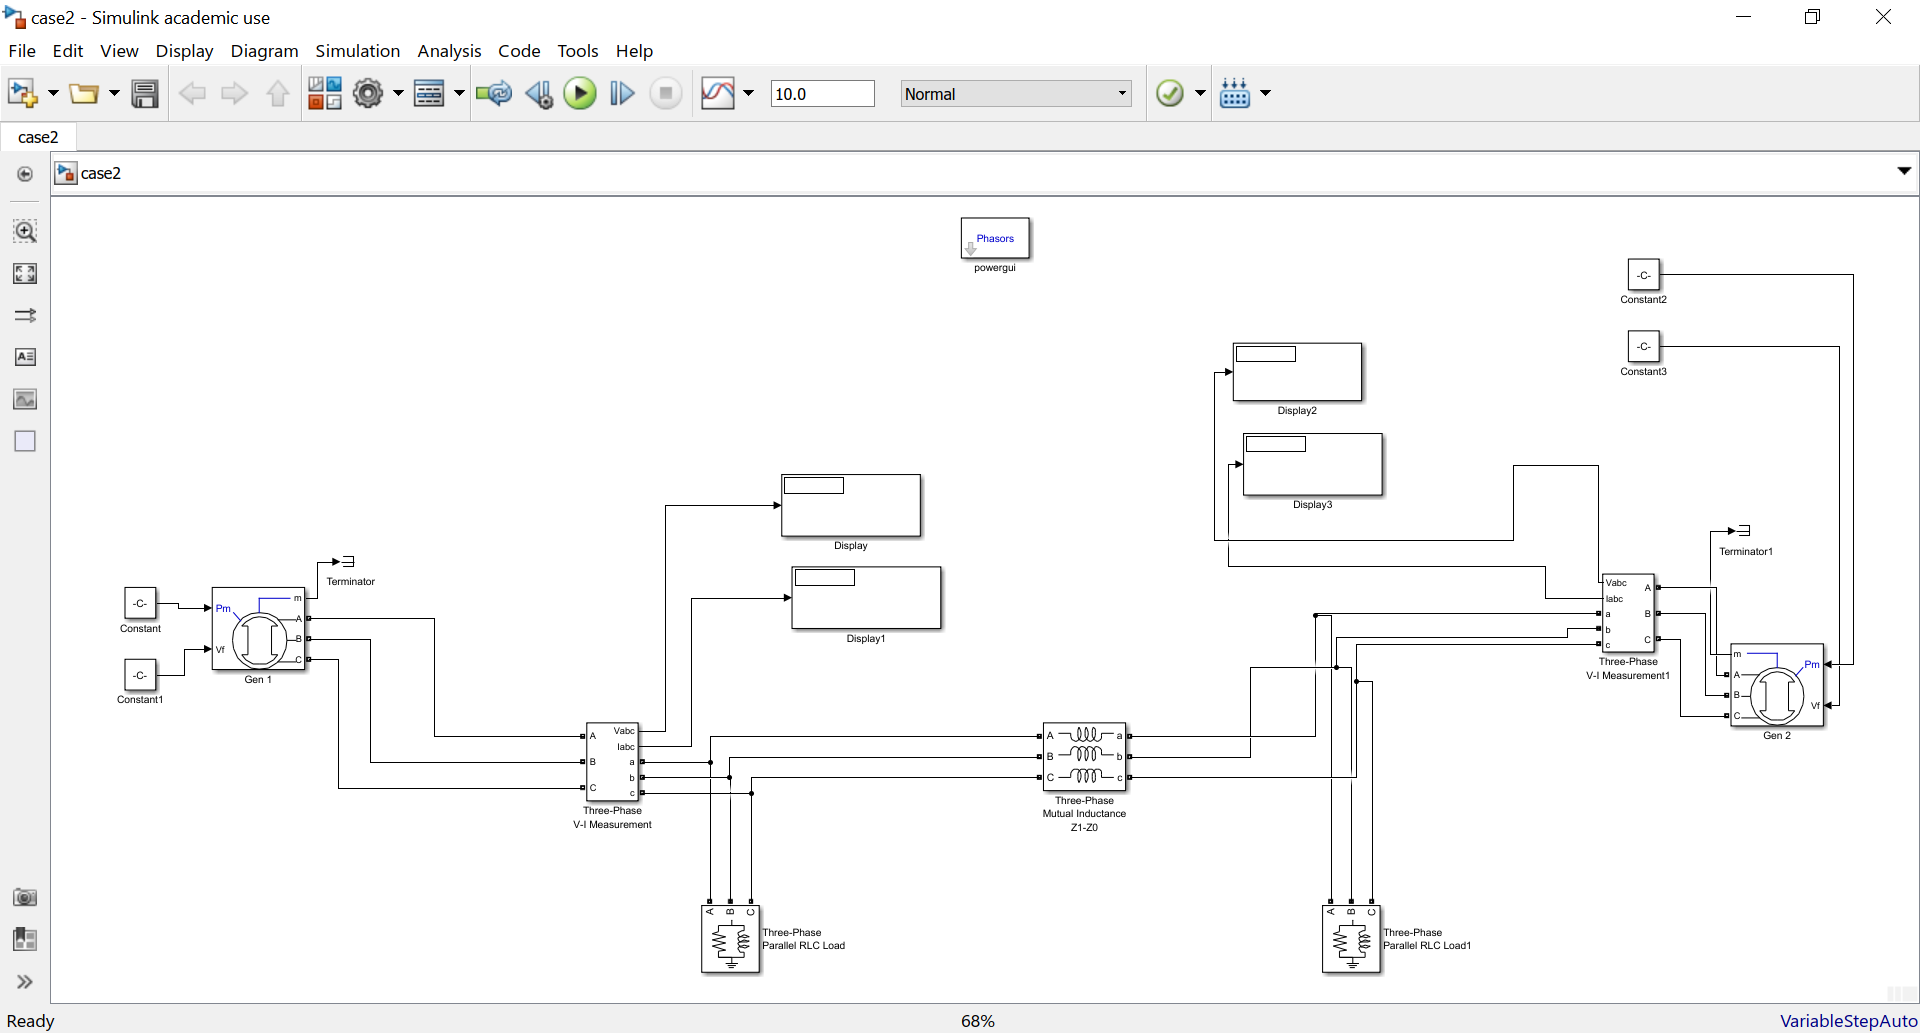 case2 - Simulink academic use
File Edit View Display Diagram Simulation Analysis Code Tools Help
10.0
Normal
case2
case2
Phasors
powergui
-C-
Constant2
-C-
Constant3
Display2
Display3
Display
Display1
Terminator
Terminator1
-C-
Constant
-C-
Constant1
Pm
Vf
m
A
B
C
Gen 1
A
B
C
Vabc
Iabc
a
b
c
Three-Phase
V-I Measurement
A
B
C
a
b
c
Three-Phase
Mutual Inductance
Z1-Z0
Vabc
Iabc
a
b
c
A
B
C
Three-Phase
V-I Measurement1
m
A
B
C
Pm
Vf
Gen 2
A B C
Three-Phase
Parallel RLC Load
A B C
Three-Phase
Parallel RLC Load1
Ready
68%
VariableStepAuto